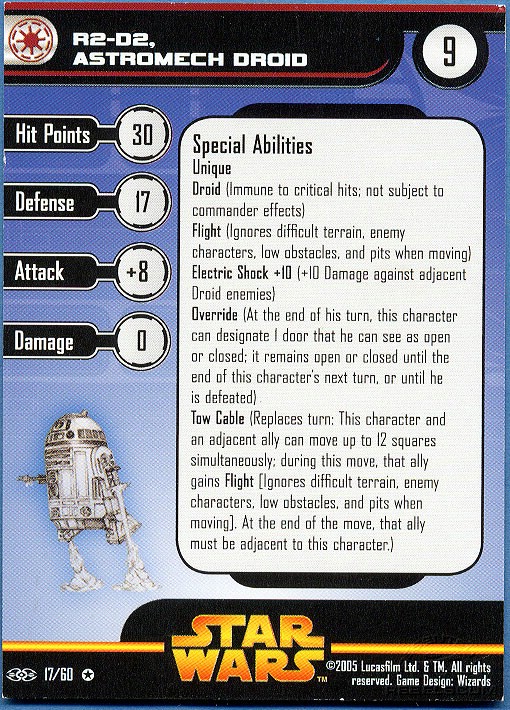 R2-D2,
ASTROMECH DROID
9
Hit Points 30
Defense 17
Attack +8
Damage 0
Special Abilities
Unique
Droid (Immune to critical hits; not subject to
commander effects)
Flight (Ignores difficult terrain, enemy
characters, low obstacles, and pits when moving)
Electric Shock +10 (+10 Damage against adjacent
Droid enemies)
Override (At the end of his turn, this character
can designate 1 door that he can see as open
or closed; it remains open or closed until the
end of this character's next turn, or until he
is defeated)
Tow Cable (Replaces turn: This character and
an adjacent ally can move up to 12 squares
simultaneously; during this move, that ally
gains Flight [Ignores difficult terrain, enemy
characters, low obstacles, and pits when
moving]. At the end of the move, that ally
must be adjacent to this character.)
STAR
WARS™
17/60
©2005 Lucasfilm Ltd. & TM. All rights
reserved. Game Design: Wizards